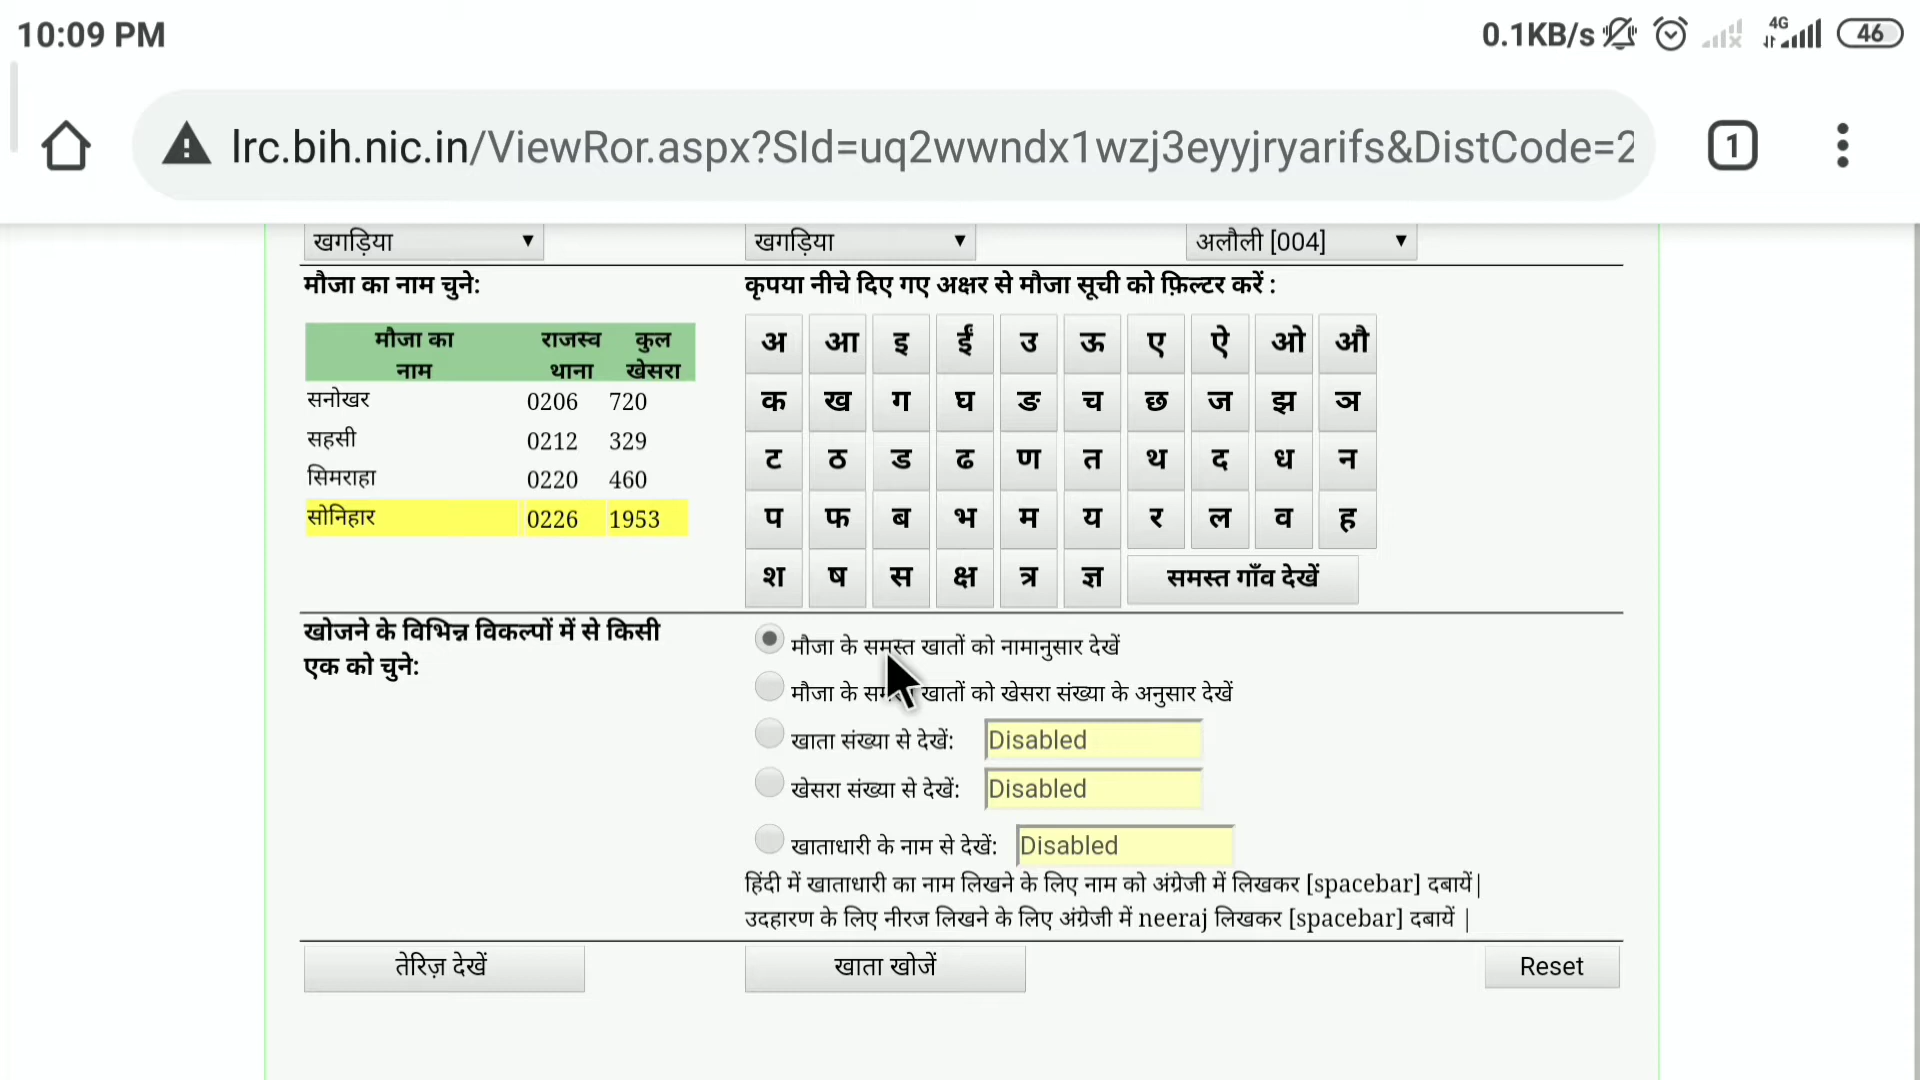 10:09 PM 0.1KB/s 4G 46
lrc.bih.nic.in/ViewRor.aspx?SId=uq2wwndx1wzj3eyyjryarifs&DistCode=2 1
खगड़िया खगड़िया अलौली [004]
मौजा का नाम चुने: कृपया नीचे दिए गए अक्षर से मौजा सूची को फ़िल्टर करें :
मौजा का राजस्व कुल
नाम थाना खेसरा
सनोखर 0206 720
सहसी 0212 329
सिमराहा 0220 460
सोनिहार 0226 1953
अ आ इ ईं उ ऊ ए ऐ ओ औ
क ख ग घ ङ च छ ज झ ञ
ट ठ ड ढ ण त थ द ध न
प फ ब भ म य र ल व ह
श ष स क्ष त्र ज्ञ समस्त गाँव देखें
खोजने के विभिन्न विकल्पों में से किसी
एक को चुने:
मौजा के समस्त खातों को नामानुसार देखें
मौजा के खातों को खेसरा संख्या के अनुसार देखें
खाता संख्या से देखें: Disabled
खेसरा संख्या से देखें: Disabled
खाताधारी के नाम से देखें: Disabled
हिंदी में खाताधारी का नाम लिखने के लिए नाम को अंग्रेजी में लिखकर [spacebar] दबायें|
उदहारण के लिए नीरज लिखने के लिए अंग्रेजी में neeraj लिखकर [spacebar] दबायें |
तेरिज़ देखें खाता खोजें Reset